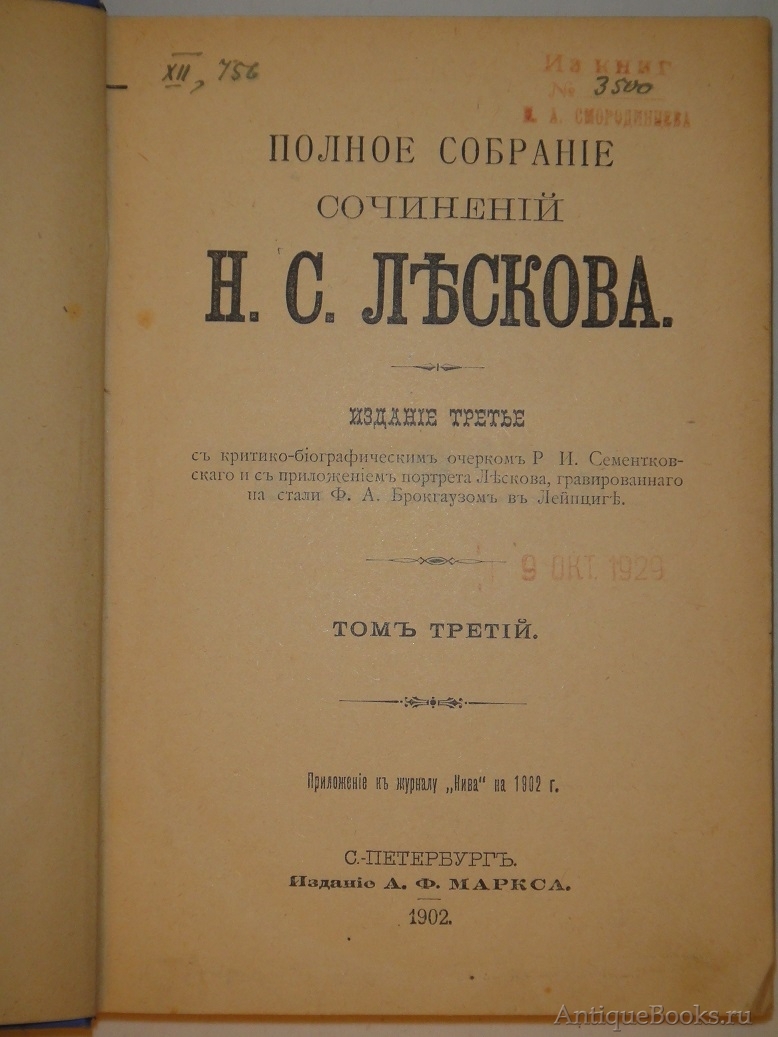 XII, 756
Из книг
№ 3500
И. А. СМОРОДИНЦЕВА
ПОЛНОЕ СОБРАНІЕ
СОЧИНЕНІЙ
Н. С. ЛѢСКОВА.
ИЗДАНІЕ ТРЕТЬЕ
съ критико-біографическимъ очеркомъ Р. И. Сементков-
скаго и съ приложеніемъ портрета Лѣскова, гравированнаго
на стали Ф. А. Брокгаузомъ въ Лейпцигѣ.
9 ОКТ. 1929
ТОМЪ ТРЕТІЙ.
Приложеніе къ журналу „Нива“ на 1902 г.
С.-ПЕТЕРБУРГЪ.
Изданіе А. Ф. МАРКСА.
1902.
AntiqueBooks.ru